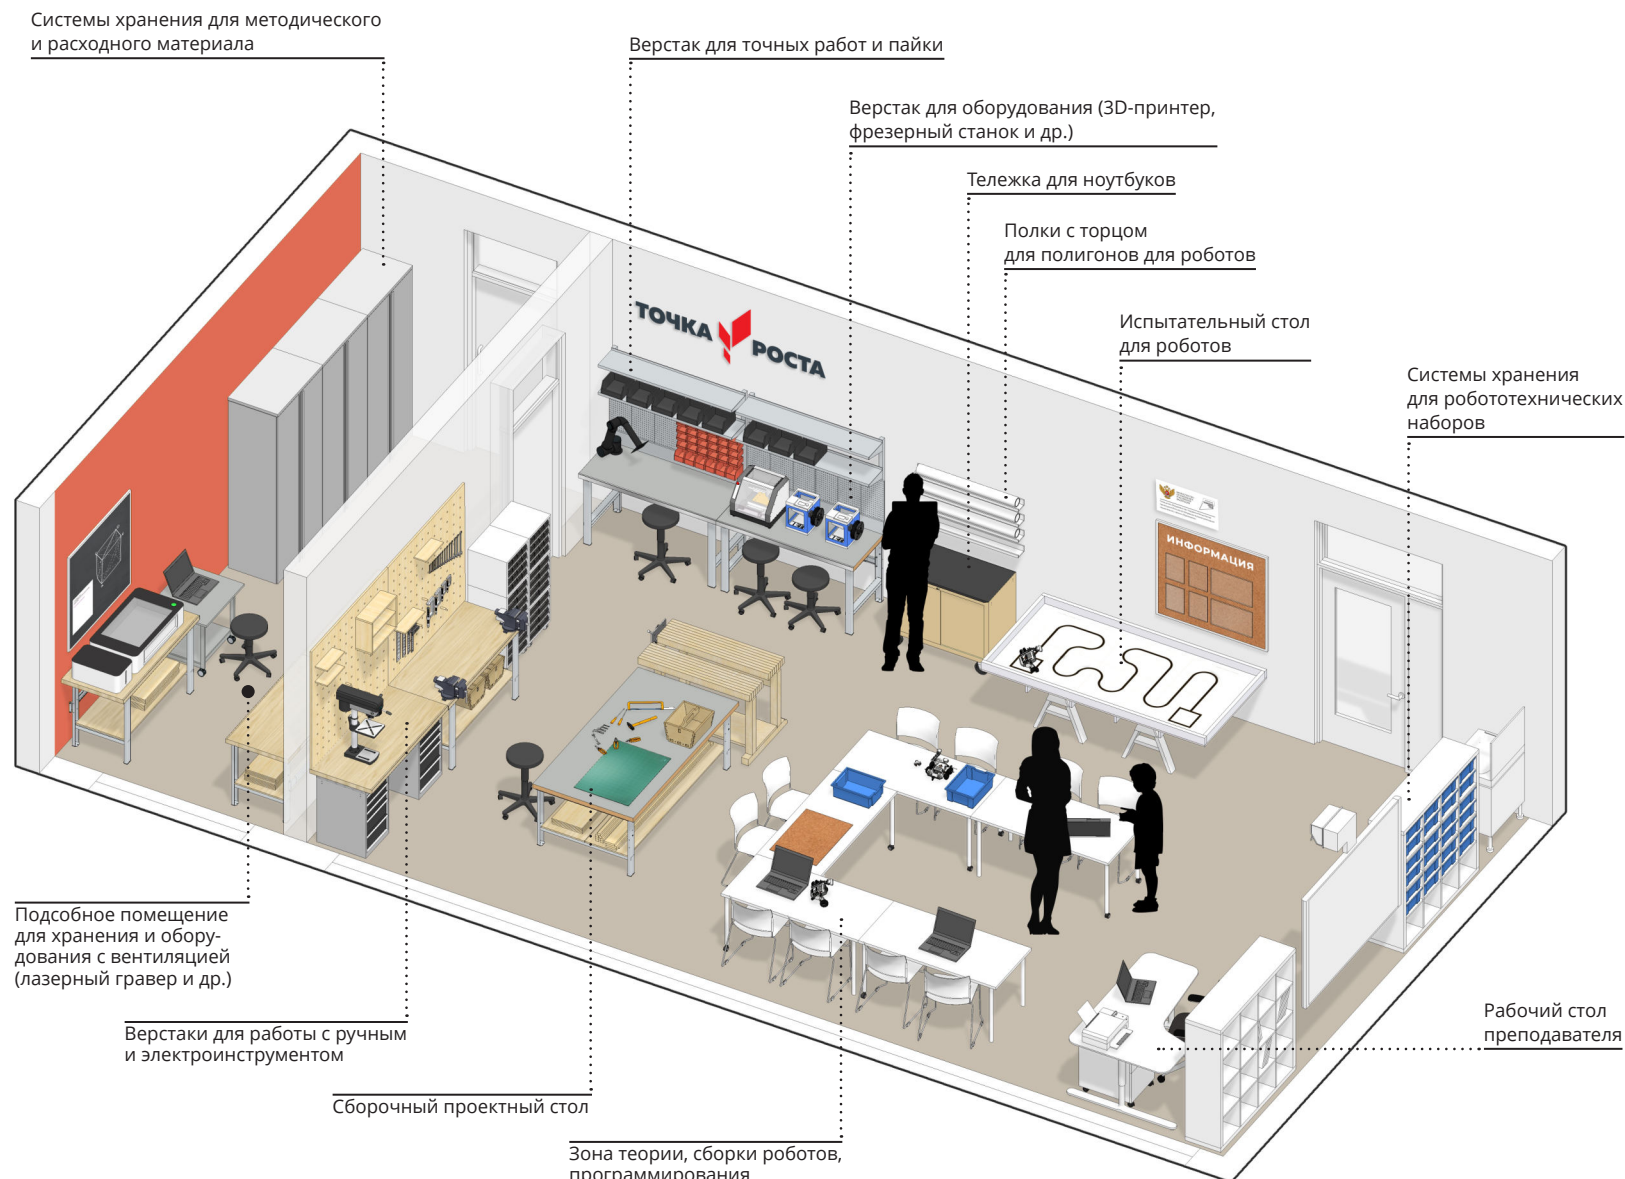 Системы хранения для методического
и расходного материала
Верстак для точных работ и пайки
Верстак для оборудования (3D-принтер,
фрезерный станок и др.)
Тележка для ноутбуков
Полки с торцом
для полигонов для роботов
Испытательный стол
для роботов
Системы хранения
для робототехнических
наборов
ТОЧКА
РОСТА
ИНФОРМАЦИЯ
Подсобное помещение
для хранения и обору-
дования с вентиляцией
(лазерный гравер и др.)
Верстаки для работы с ручным
и электроинструментом
Сборочный проектный стол
Зона теории, сборки роботов,
программирования
Рабочий стол
преподавателя